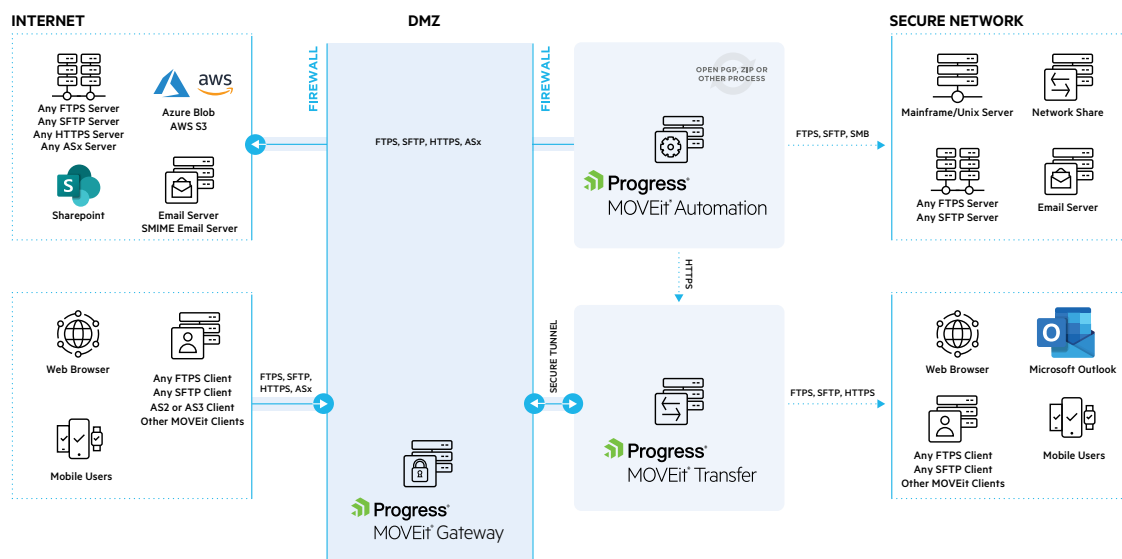 INTERNET
DMZ
SECURE NETWORK
FIREWALL
FIREWALL
Any FTPS Server
Any SFTP Server
Any HTTPS Server
Any ASx Server
aws
Azure Blob
AWS S3
S
Sharepoint
Email Server
SMIME Email Server
FTPS, SFTP, HTTPS, ASx
OPEN PGP, ZIP OR
OTHER PROCESS
Progress®
MOVEit® Automation
FTPS, SFTP, SMB
Mainframe/Unix Server
Network Share
Any FTPS Server
Any SFTP Server
Email Server
HTTPS
Web Browser
Any FTPS Client
Any SFTP Client
AS2 or AS3 Client
Other MOVEit Clients
Mobile Users
FTPS, SFTP,
HTTPS, ASx
Progress®
MOVEit® Gateway
SECURE TUNNEL
Progress®
MOVEit® Transfer
FTPS, SFTP, HTTPS
Web Browser
O
Microsoft Outlook
Any FTPS Client
Any SFTP Client
Other MOVEit Clients
Mobile Users